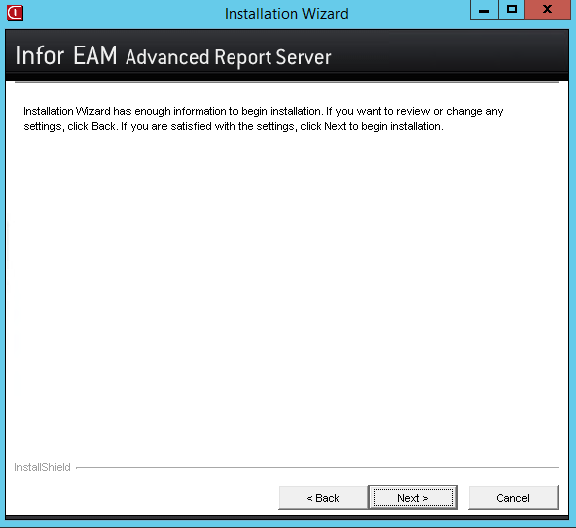 Installation Wizard
Infor EAM Advanced Report Server
Installation Wizard has enough information to begin installation. If you want to review or change any
settings, click Back. If you are satisfied with the settings, click Next to begin installation.
InstallShield
< Back Next > Cancel